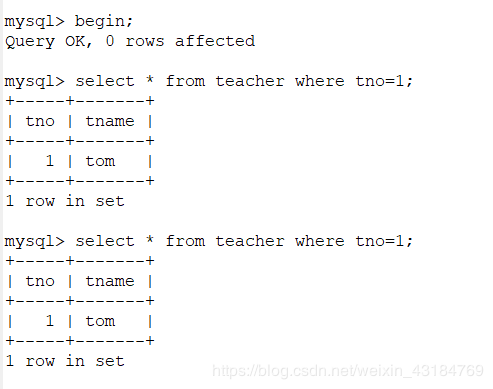 mysql> begin;
Query OK, 0 rows affected
mysql> select * from teacher where tno=1;
+-----+-------+
| tno | tname |
+-----+-------+
|   1 | tom   |
+-----+-------+
1 row in set
mysql> select * from teacher where tno=1;
+-----+-------+
| tno | tname |
+-----+-------+
|   1 | tom   |
+-----+-------+
1 row in set
https://blog.csdn.net/weixin_43184769